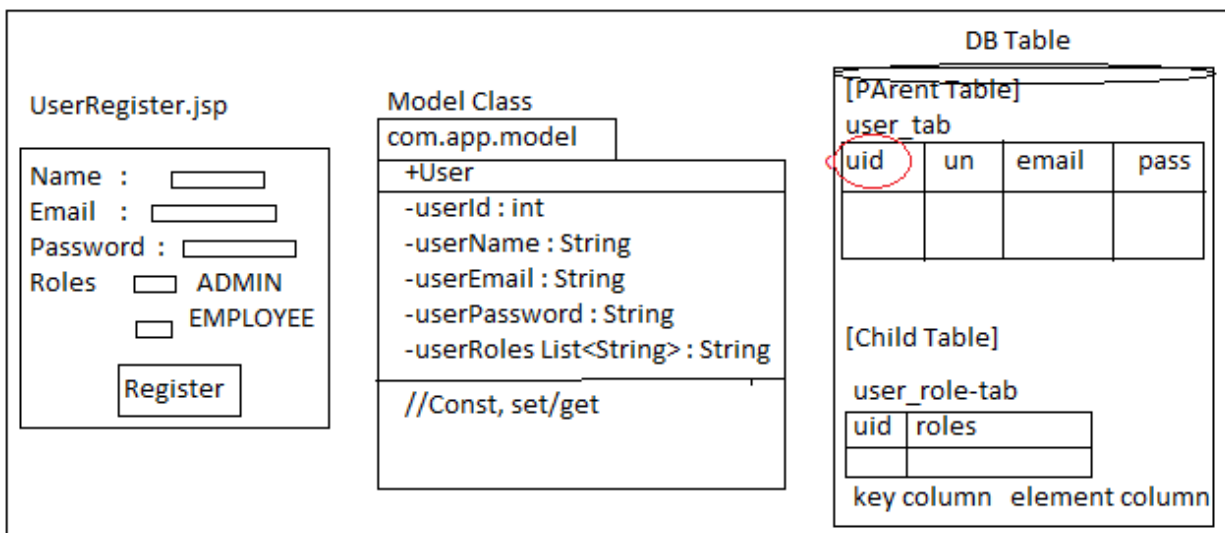 UserRegister.jsp
Name :
Email :
Password :
Roles ADMIN
EMPLOYEE
Register
Model Class
com.app.model
+User
-userId : int
-userName : String
-userEmail : String
-userPassword : String
-userRoles List<String> : String
//Const, set/get
DB Table
[PArent Table]
user_tab
uid un email pass
[Child Table]
user_role-tab
uid roles
key column element column